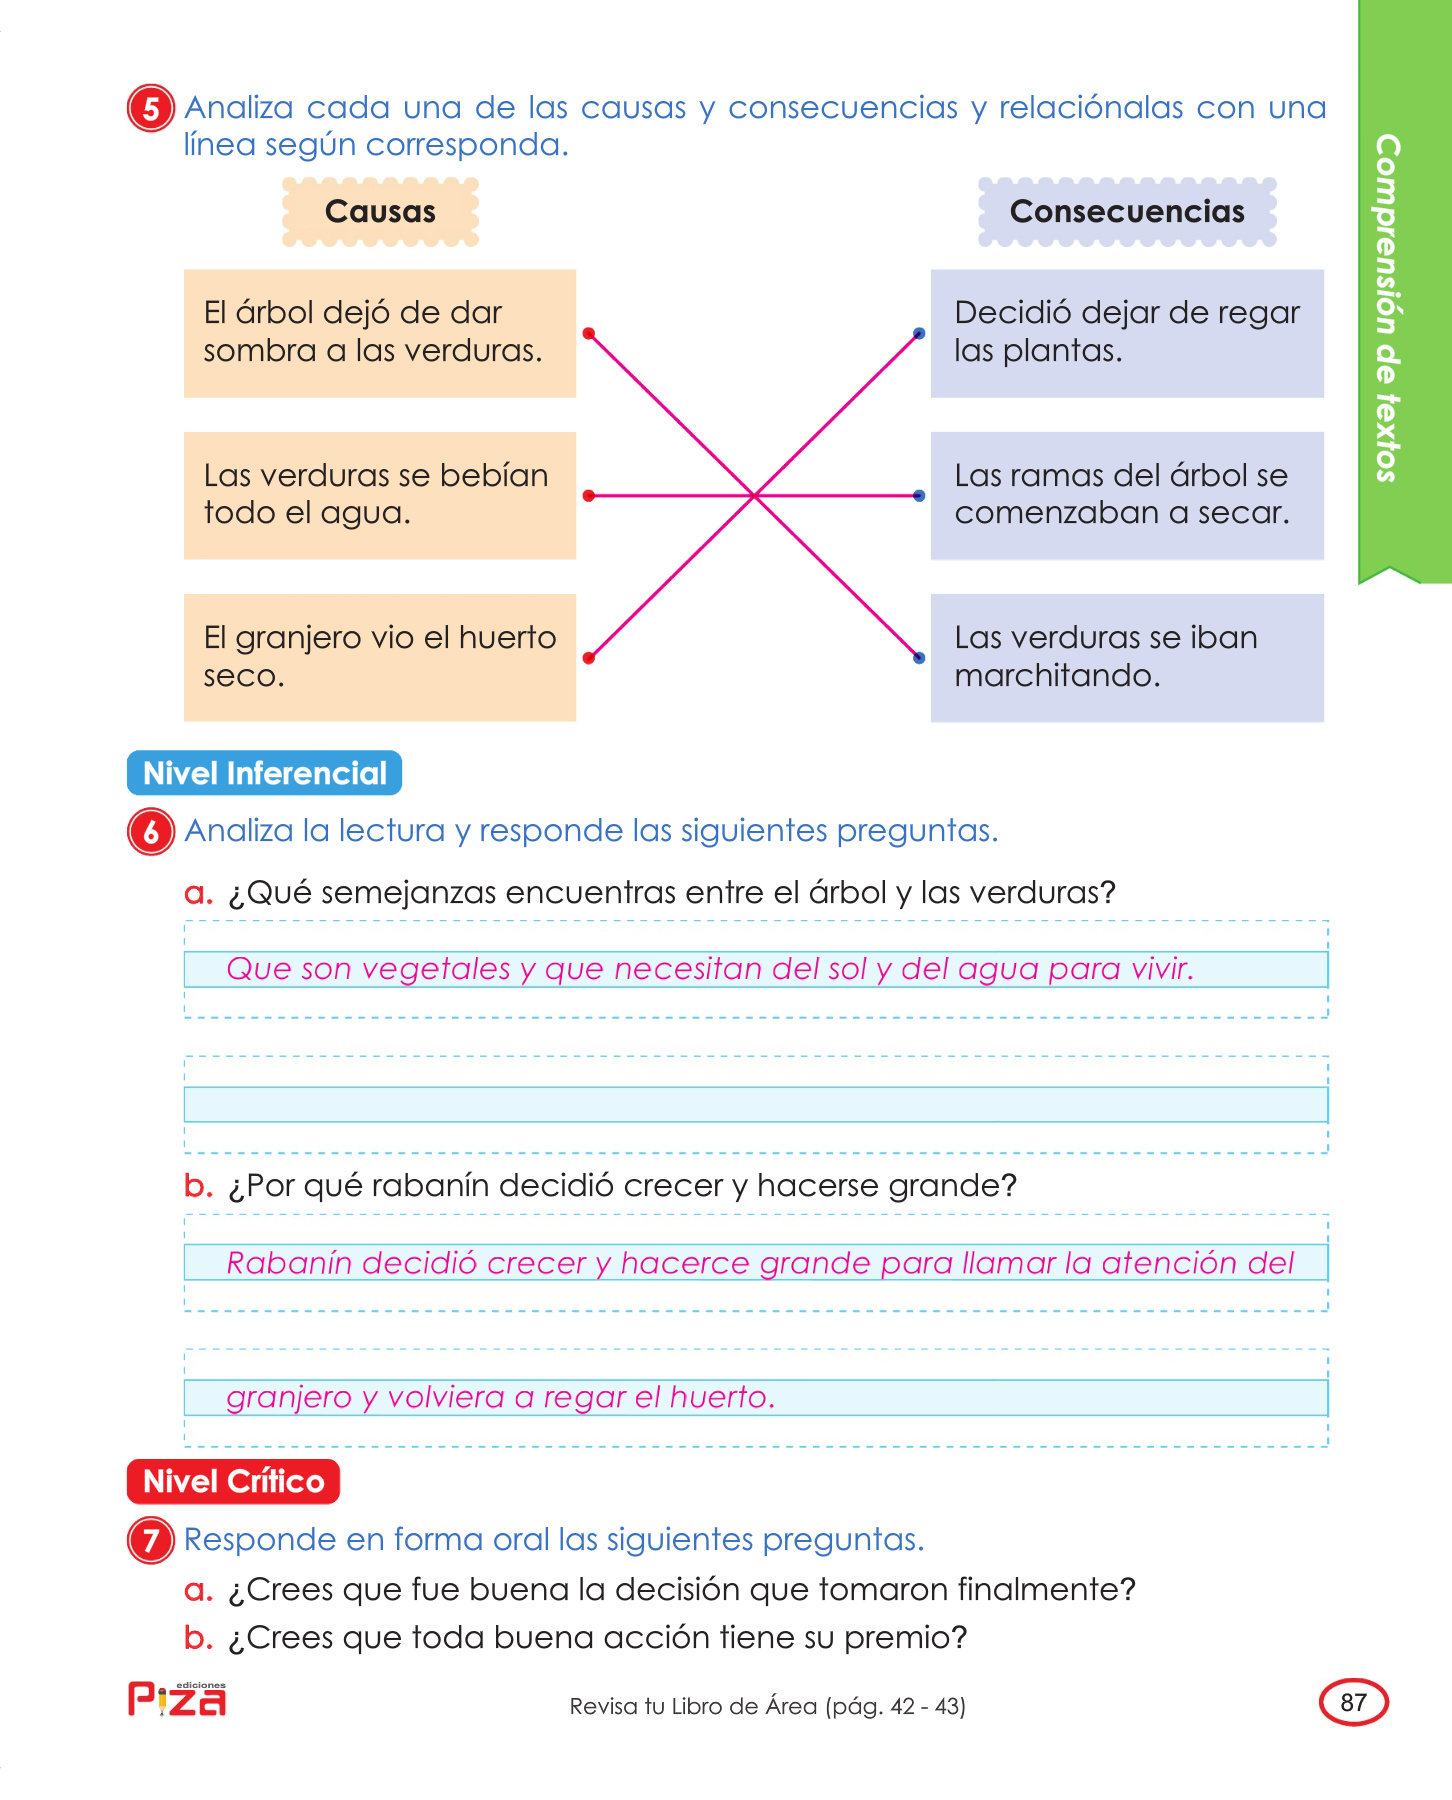 5 Analiza cada una de las causas y consecuencias y relaciónalas con una
línea según corresponda.
Causas
Consecuencias
El árbol dejó de dar
sombra a las verduras.
Decidió dejar de regar
las plantas.
Las verduras se bebían
todo el agua.
Las ramas del árbol se
comenzaban a secar.
El granjero vio el huerto
seco.
Las verduras se iban
marchitando.
Comprensión de textos
Nivel Inferencial
6 Analiza la lectura y responde las siguientes preguntas.
a. ¿Qué semejanzas encuentras entre el árbol y las verduras?
Que son vegetales y que necesitan del sol y del agua para vivir.
b. ¿Por qué rabanín decidió crecer y hacerse grande?
Rabanín decidió crecer y hacerce grande para llamar la atención del
granjero y volviera a regar el huerto.
Nivel Crítico
7 Responde en forma oral las siguientes preguntas.
a. ¿Crees que fue buena la decisión que tomaron finalmente?
b. ¿Crees que toda buena acción tiene su premio?
ediciones
Piza
Revisa tu Libro de Área (pág. 42 - 43)
87